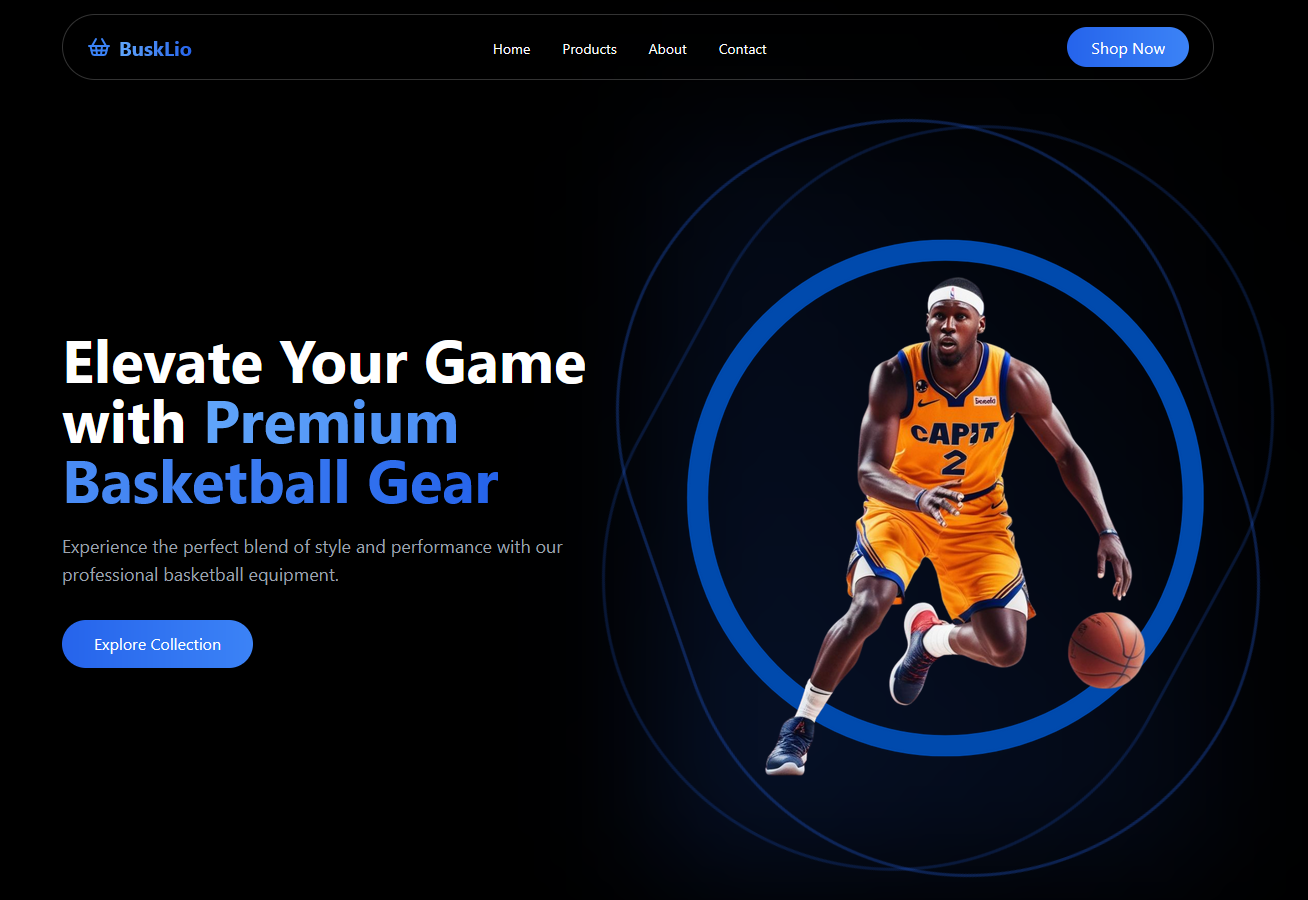 BuskLio
Home
Products
About
Contact
Shop Now
Elevate Your Game
with Premium
Basketball Gear
Experience the perfect blend of style and performance with our
professional basketball equipment.
Explore Collection
CAPIT
2